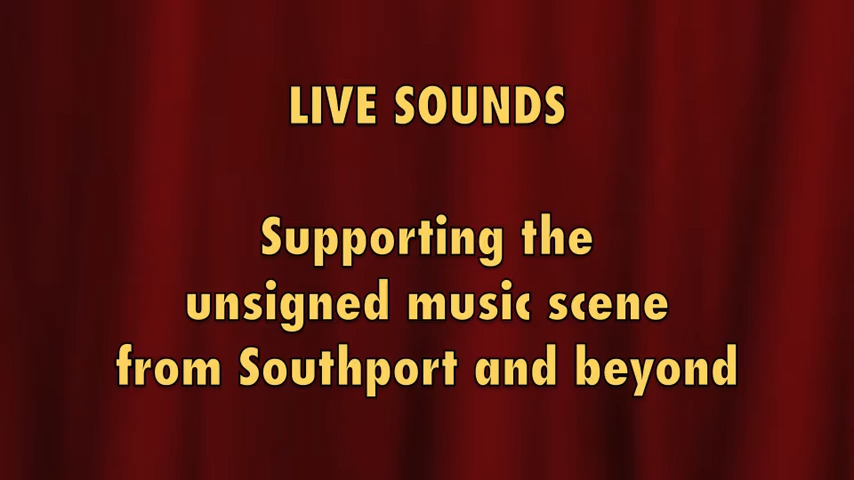 LIVE SOUNDS
Supporting the
unsigned music scene
from Southport and beyond